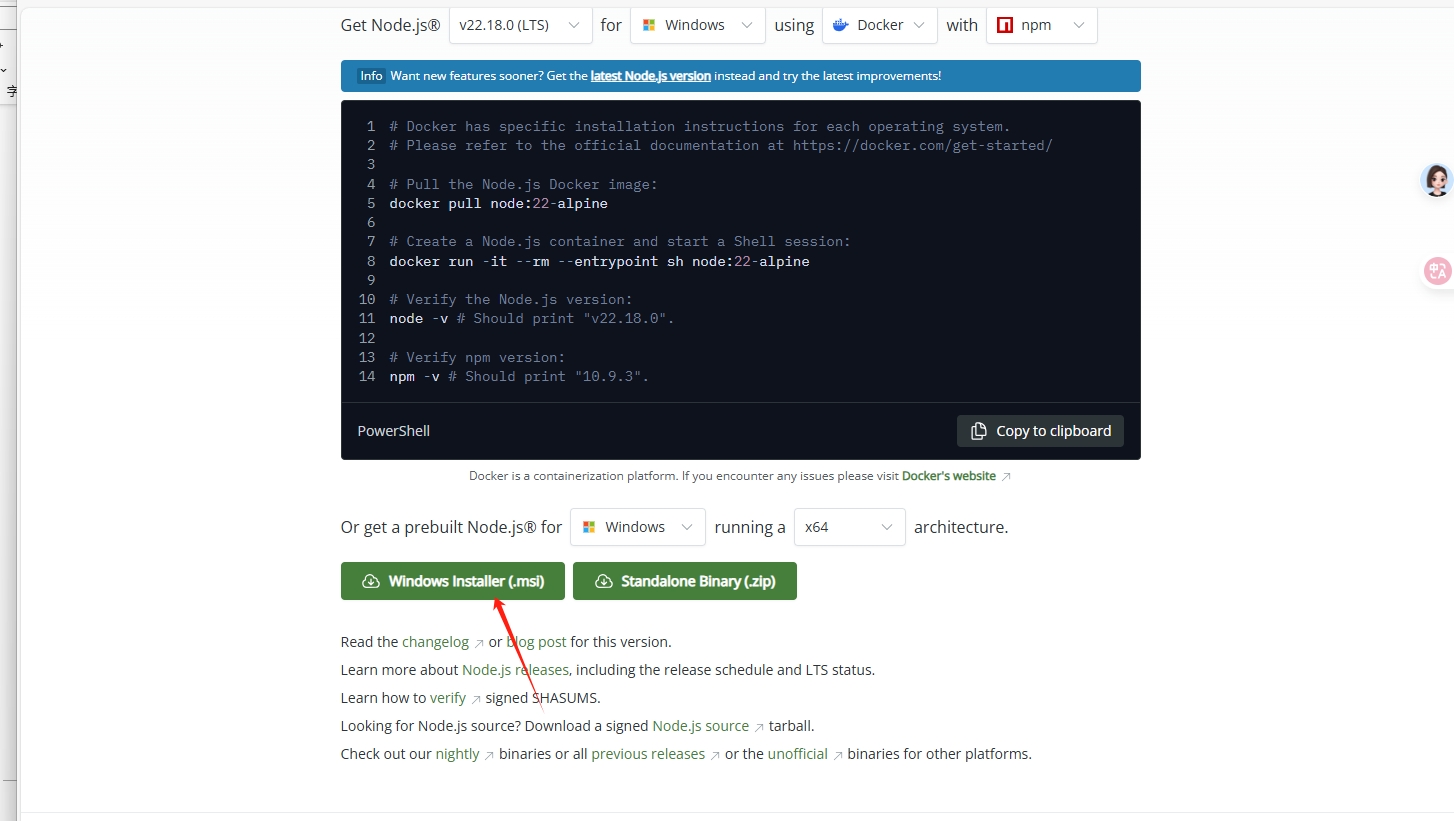 Get Node.js® v22.18.0 (LTS) for Windows using Docker with npm
Info Want new features sooner? Get the latest Node.js version instead and try the latest improvements!
字
1 # Docker has specific installation instructions for each operating system.
2 # Please refer to the official documentation at https://docker.com/get-started/
3
4 # Pull the Node.js Docker image:
5 docker pull node:22-alpine
6
7 # Create a Node.js container and start a Shell session:
8 docker run -it --rm --entrypoint sh node:22-alpine
9
10 # Verify the Node.js version:
11 node -v # Should print "v22.18.0".
12
13 # Verify npm version:
14 npm -v # Should print "10.9.3".
中A
PowerShell
Copy to clipboard
Docker is a containerization platform. If you encounter any issues please visit Docker's website
Or get a prebuilt Node.js® for Windows running a x64 architecture.
Windows Installer (.msi) Standalone Binary (.zip)
Read the changelog or blog post for this version.
Learn more about Node.js releases, including the release schedule and LTS status.
Learn how to verify signed SHASUMS.
Looking for Node.js source? Download a signed Node.js source tarball.
Check out our nightly binaries or all previous releases or the unofficial binaries for other platforms.